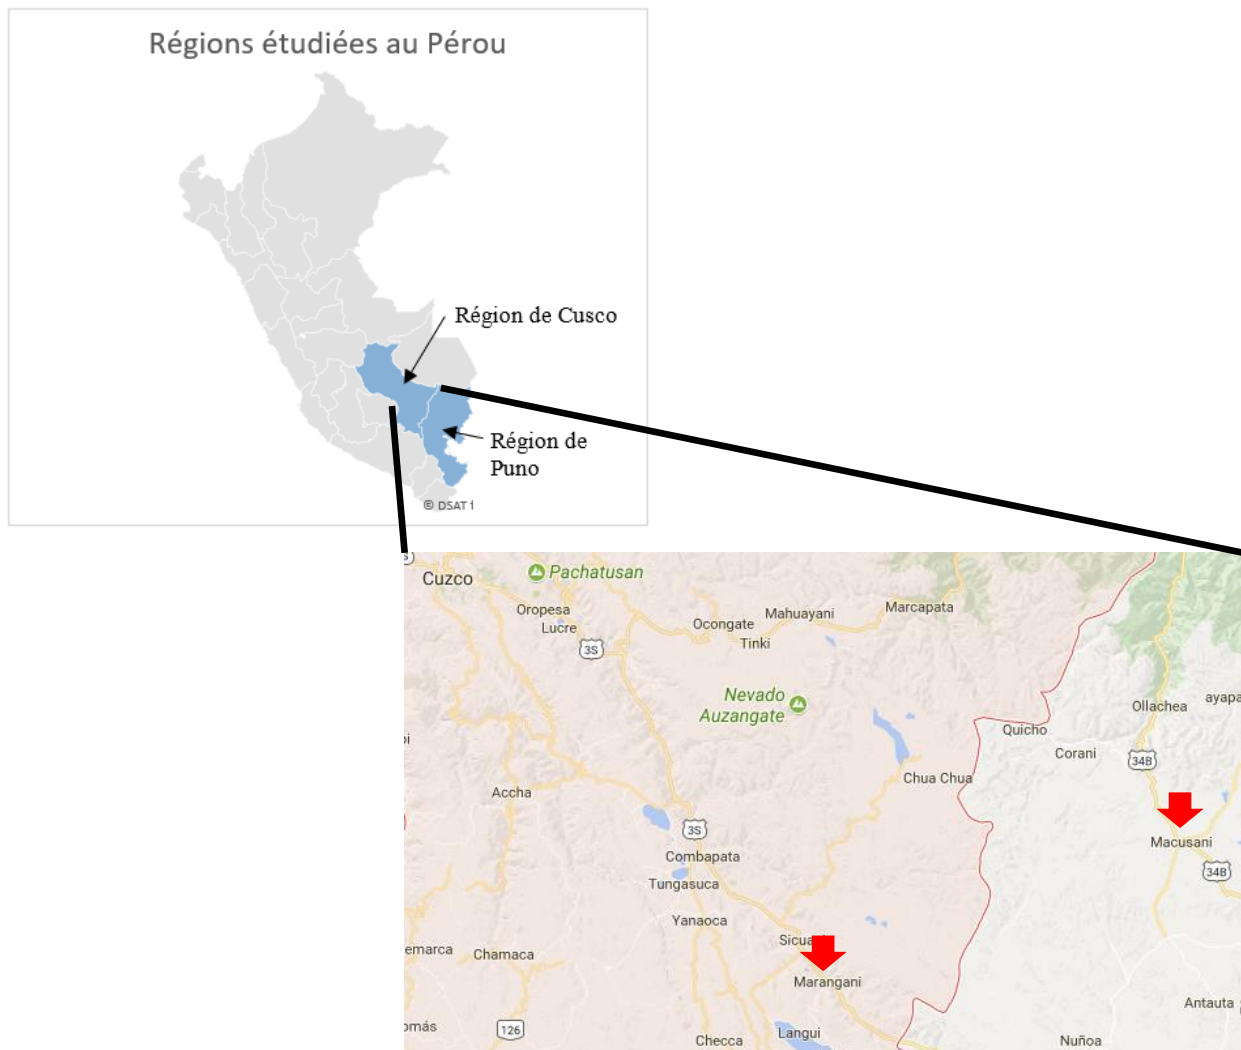 Régions étudiées au Pérou
Région de Cusco
Région de
Puno
© DSAT
Cuzco
Pachatusan
Oropesa
Lucre
3S
Ocongate
Tinki
Mahuayani
Marcapata
Nevado
Auzangate
Ollachea
Quicho
Corani
34B
Chua Chua
Accha
3S
Macusani
Combapata
34B
Tungasuca
Yanaoca
Chamaca
Marangani
Antauta
126
Checca
Langui
Nuñoa